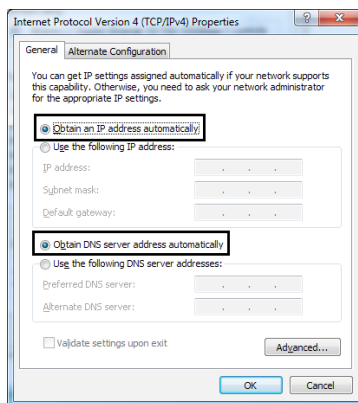 Internet Protocol Version 4 (TCP/IPv4) Properties
General
Alternate Configuration
You can get IP settings assigned automatically if your network supports
this capability. Otherwise, you need to ask your network administrator
for the appropriate IP settings.
Obtain an IP address automatically
Use the following IP address:
IP address:
Subnet mask:
Default gateway:
Obtain DNS server address automatically
Use the following DNS server addresses:
Preferred DNS server:
Alternate DNS server:
Validate settings upon exit
Advanced...
OK
Cancel